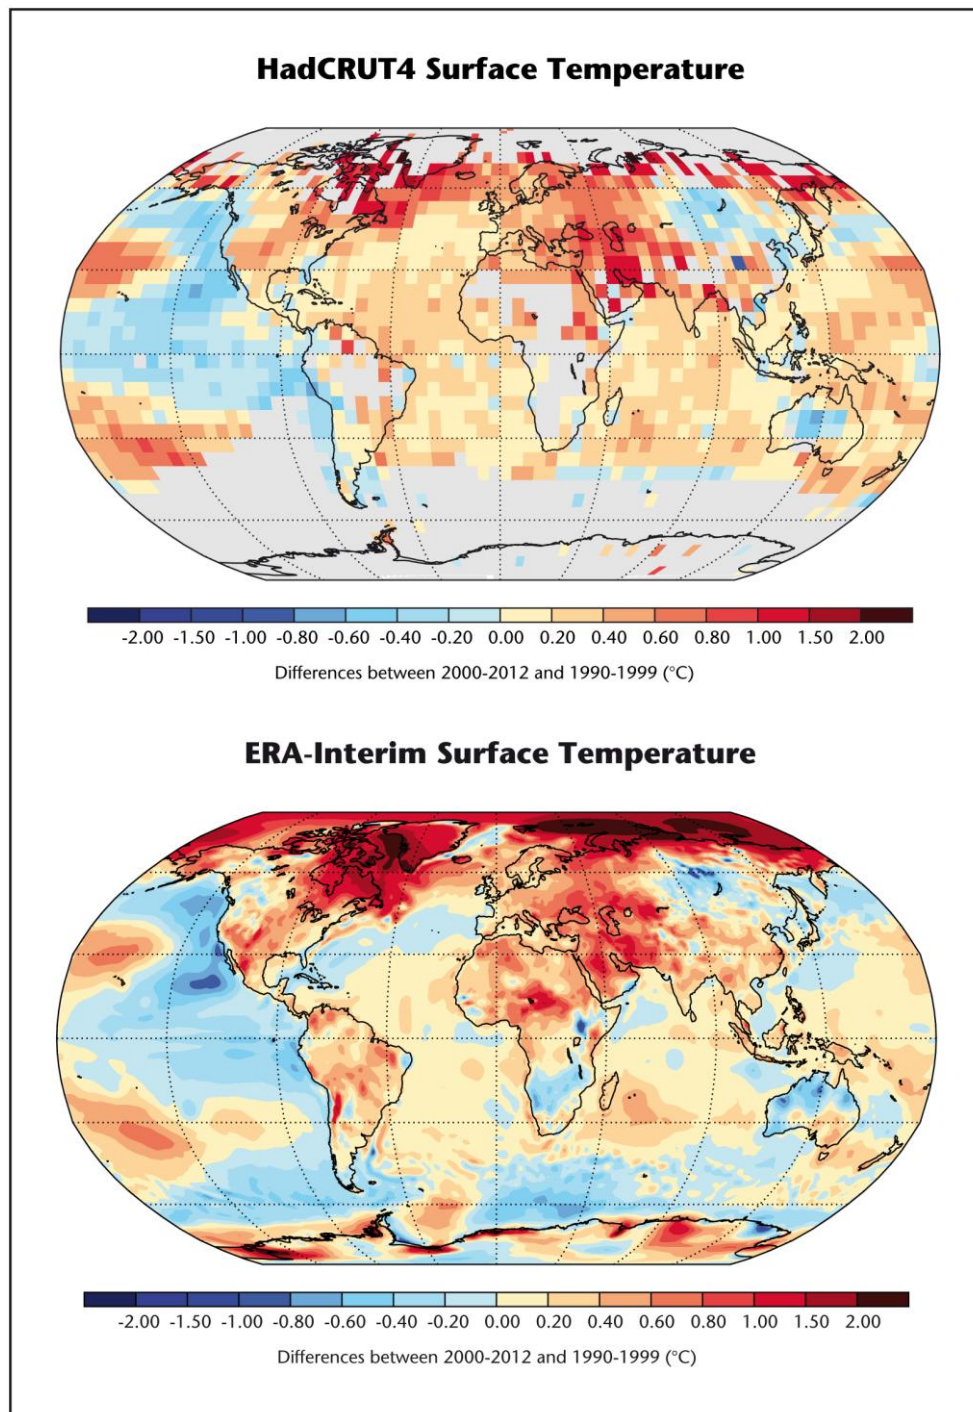 HadCRUT4 Surface Temperature
-2.00 -1.50 -1.00 -0.80 -0.60 -0.40 -0.20 0.00 0.20 0.40 0.60 0.80 1.00 1.50 2.00
Differences between 2000-2012 and 1990-1999 (°C)
ERA-Interim Surface Temperature
-2.00 -1.50 -1.00 -0.80 -0.60 -0.40 -0.20 0.00 0.20 0.40 0.60 0.80 1.00 1.50 2.00
Differences between 2000-2012 and 1990-1999 (°C)